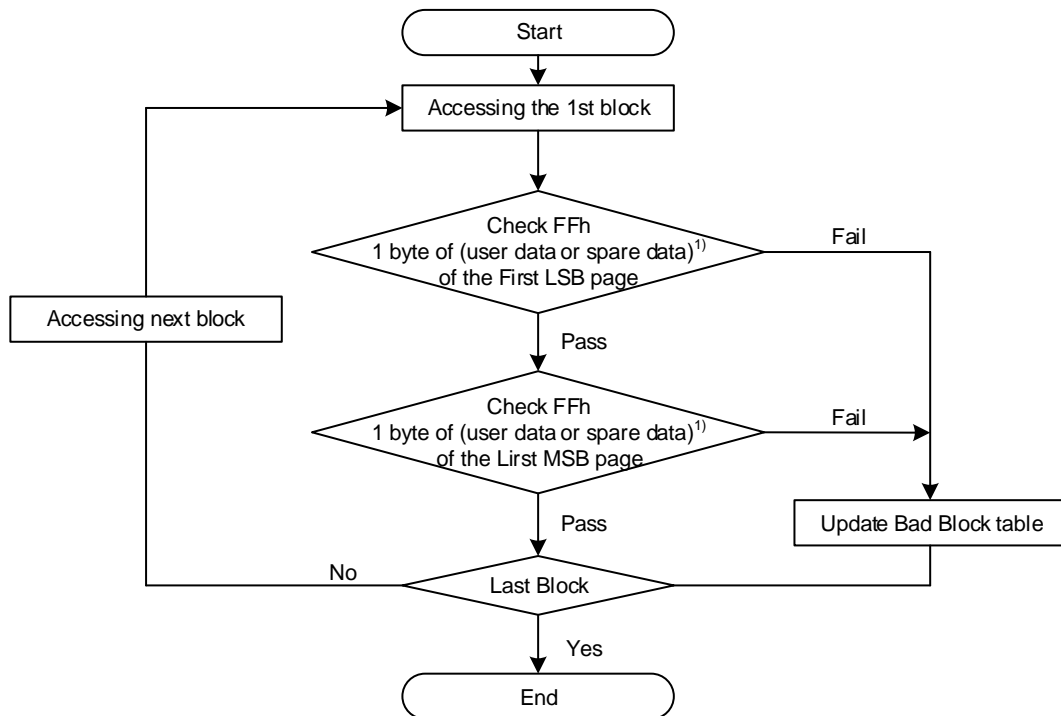 Start
Accessing the 1st block
Check FFh
1 byte of (user data or spare data)1)
of the First LSB page
Fail
Accessing next block
Pass
Check FFh
1 byte of (user data or spare data)1)
of the Lirst MSB page
Fail
Pass
Update Bad Block table
No
Last Block
Yes
End